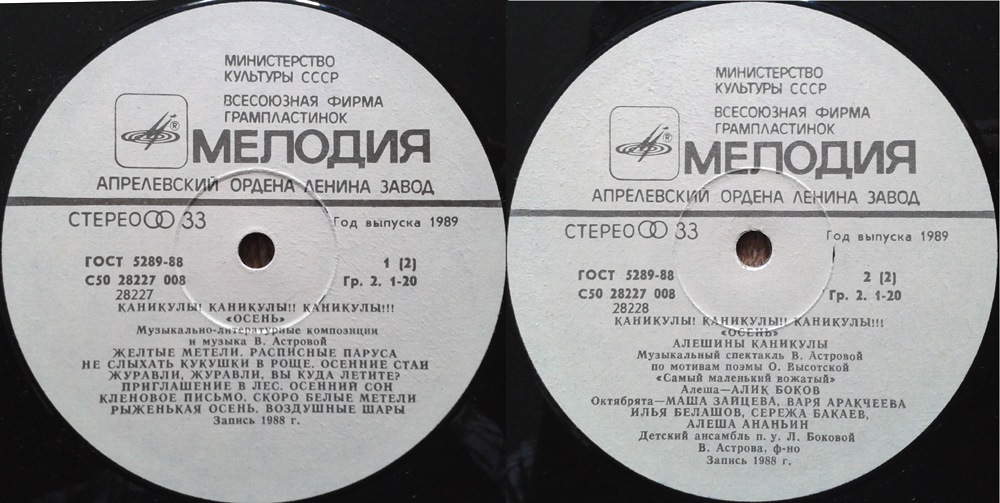 МИНИСТЕРСТВО
КУЛЬТУРЫ СССР
ВСЕСОЮЗНАЯ ФИРМА
ГРАМПЛАСТИНОК
®
МЕЛОДИЯ
АПРЕЛЕВСКИЙ ОРДЕНА ЛЕНИНА ЗАВОД
СТЕРЕО 33
Год выпуска 1989
ГОСТ 5289-88
1 (2)
С50 28227 008
Гр. 2. 1-20
28227
КАНИКУЛЫ! КАНИКУЛЫ!! КАНИКУЛЫ!!!
«ОСЕНЬ»
Музыкально-литературные композиции
и музыка В. Астровой
ЖЕЛТЫЕ МЕТЕЛИ. РАСПИСНЫЕ ПАРУСА
НЕ СЛЫХАТЬ КУКУШКИ В РОЩЕ. ОСЕННИЕ СТАИ
ЖУРАВЛИ, ЖУРАВЛИ, ВЫ КУДА ЛЕТИТЕ?
ПРИГЛАШЕНИЕ В ЛЕС. ОСЕННИЙ СОН
КЛЕНОВОЕ ПИСЬМО. СКОРО БЕЛЫЕ МЕТЕЛИ
РЫЖЕНЬКАЯ ОСЕНЬ. ВОЗДУШНЫЕ ШАРЫ
Запись 1988 г.
МИНИСТЕРСТВО
КУЛЬТУРЫ СССР
ВСЕСОЮЗНАЯ ФИРМА
ГРАМПЛАСТИНОК
®
МЕЛОДИЯ
АПРЕЛЕВСКИЙ ОРДЕНА ЛЕНИНА ЗАВОД
СТЕРЕО 33
Год выпуска 1989
ГОСТ 5289-88
2 (2)
С50 28227 008
Гр. 2. 1-20
28228
КАНИКУЛЫ! КАНИКУЛЫ!! КАНИКУЛЫ!!!
«ОСЕНЬ»
АЛЕШИНЫ КАНИКУЛЫ
Музыкальный спектакль В. Астровой
по мотивам поэмы О. Высотской
«Самый маленький вожатый»
Алеша—АЛИК БОКОВ
Октябрята—МАША ЗАЙЦЕВА, ВАРЯ АРАКЧЕЕВА
ИЛЬЯ БЕЛАШОВ, СЕРЕЖА БАКАЕВ,
АЛЕША АНАНЬИН
Детский ансамбль п. у. Л. Боковой
В. Астрова, ф-но
Запись 1988 г.